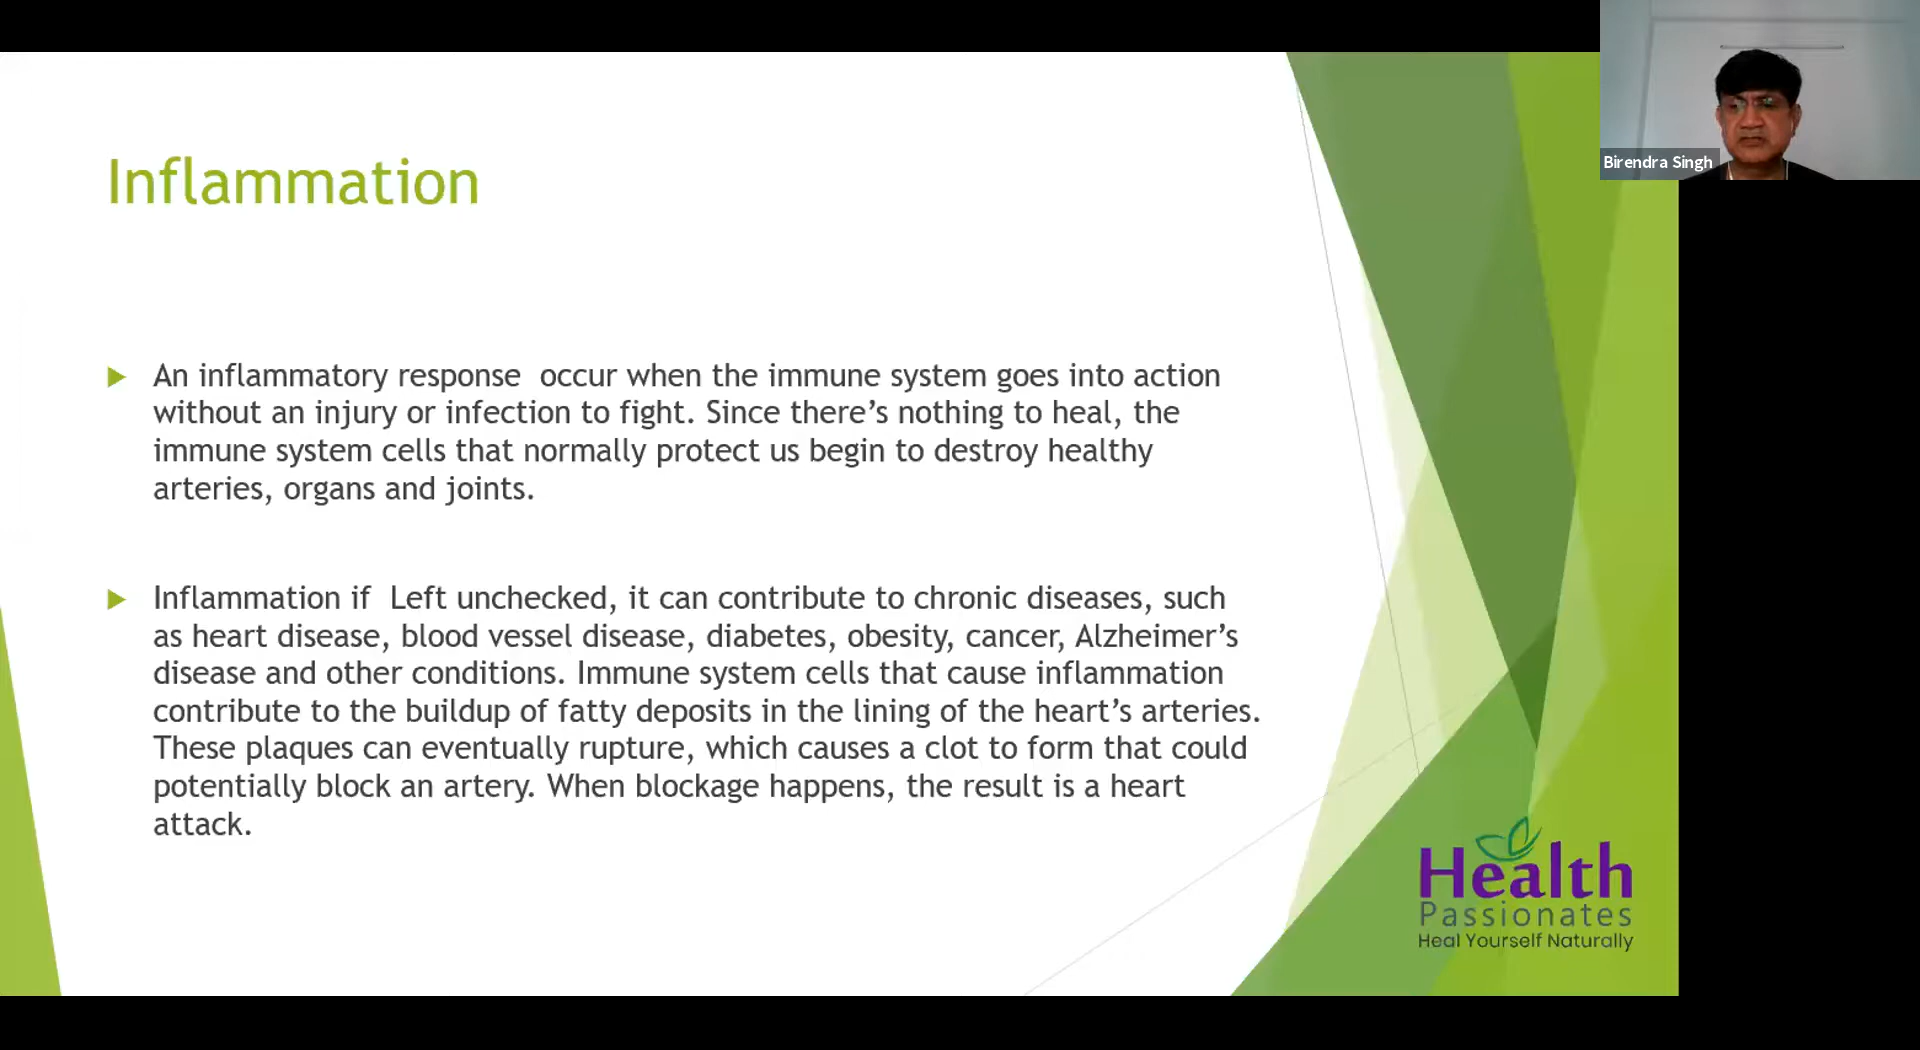 Birendra Singh
Inflammation
An inflammatory response  occur when the immune system goes into action
without an injury or infection to fight. Since there’s nothing to heal, the
immune system cells that normally protect us begin to destroy healthy
arteries, organs and joints.
Inflammation if  Left unchecked, it can contribute to chronic diseases, such
as heart disease, blood vessel disease, diabetes, obesity, cancer, Alzheimer’s
disease and other conditions. Immune system cells that cause inflammation
contribute to the buildup of fatty deposits in the lining of the heart’s arteries.
These plaques can eventually rupture, which causes a clot to form that could
potentially block an artery. When blockage happens, the result is a heart
attack.
Health
Passionates
Heal Yourself Naturally